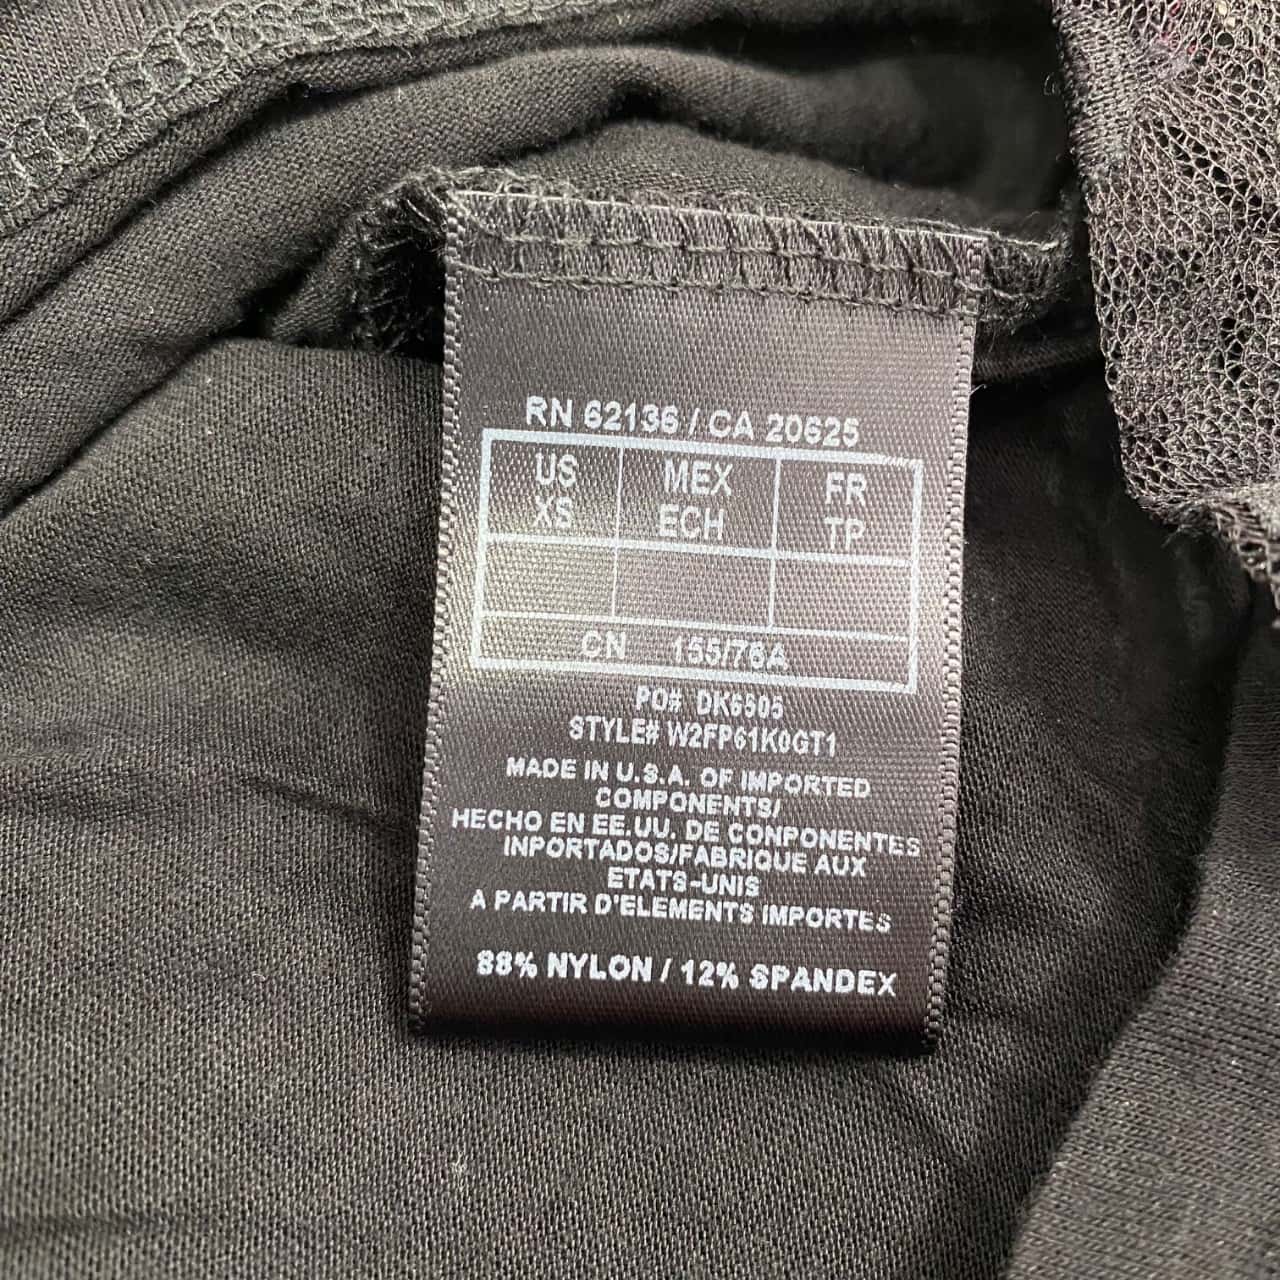 RN 62136 / CA 20625
US MEX FR
XS ECH TP
CN 155/76A
PO# DK6606
STYLE# W2FP61K0GT1
MADE IN U.S.A. OF IMPORTED
COMPONENTS/
HECHO EN EE.UU. DE CONPONENTES
INPORTADOS/FABRIQUE AUX
ETATS-UNIS
A PARTIR D'ELEMENTS IMPORTES
88% NYLON / 12% SPANDEX